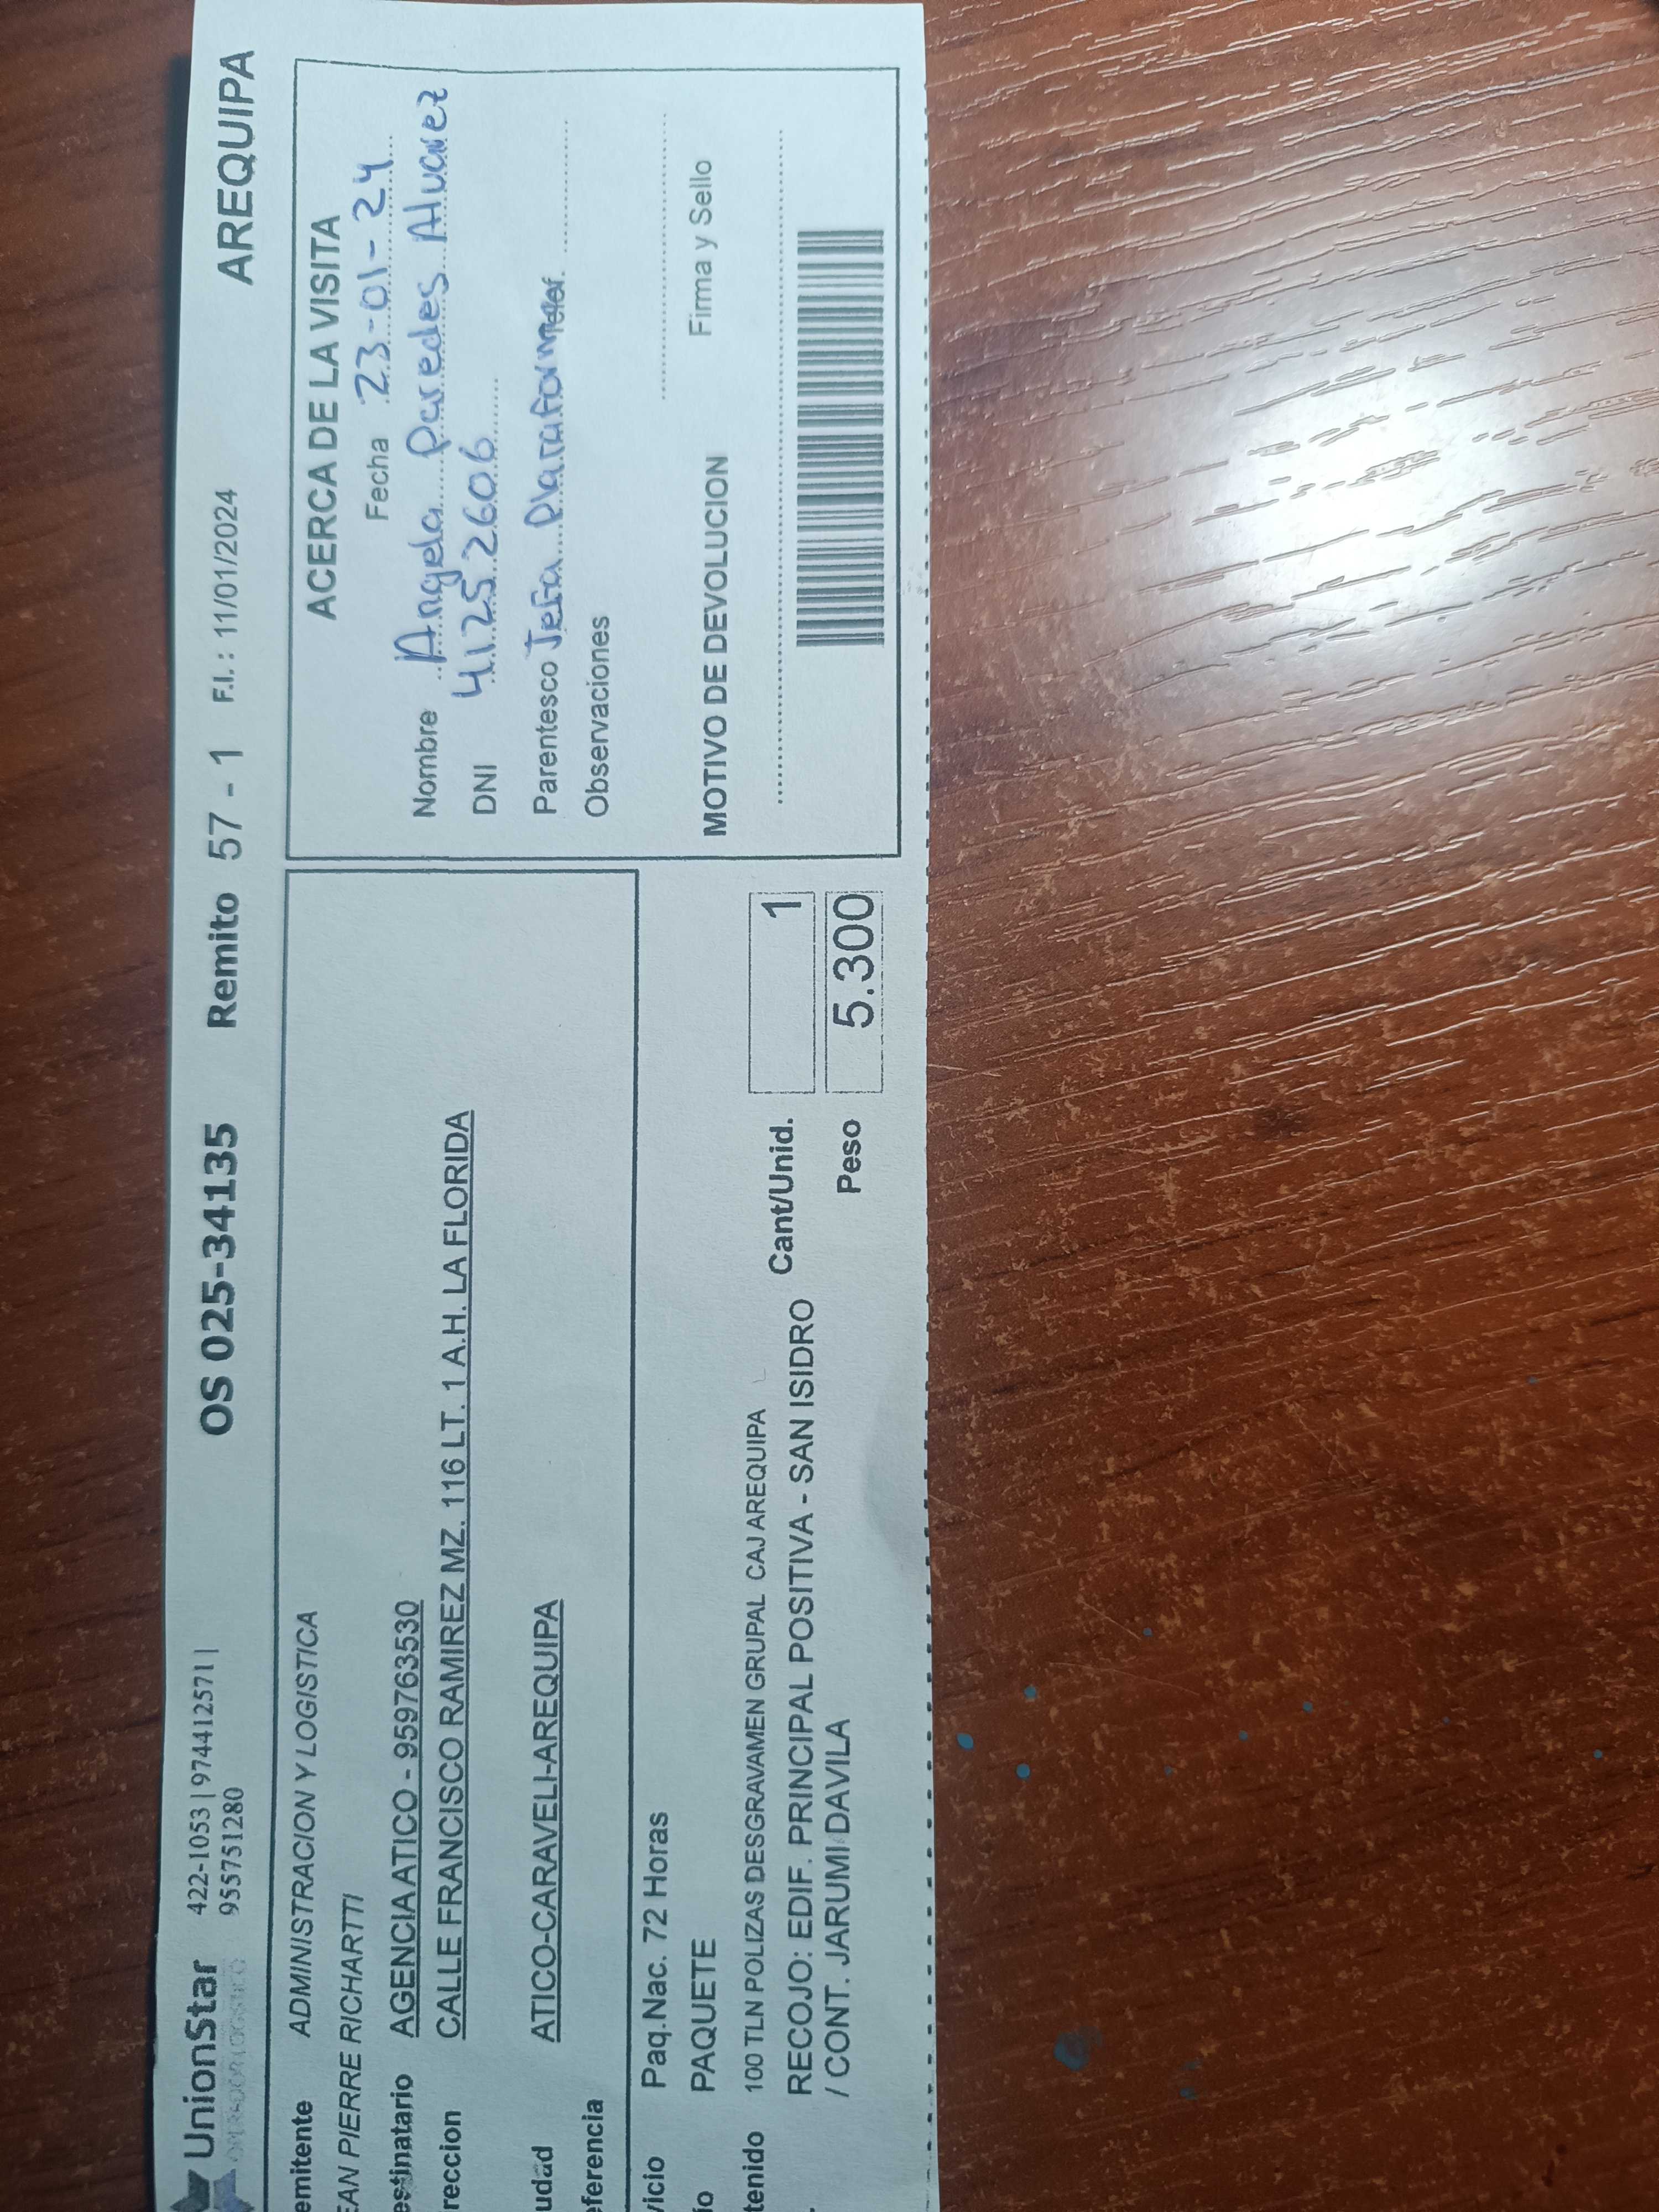 UnionStar 422-1053 | 974412571 | OS 025-34135 Remito 57 - 1 F.I. : 11/01/2024 AREQUIPA
OPERADOR LOGISTICO 955751280
emitente ADMINISTRACION Y LOGISTICA
EAN PIERRE RICHARTTI
estinatario AGENCIA ATICO - 959763530
reccion CALLE FRANCISCO RAMIREZ MZ. 116 LT. 1 A.H. LA FLORIDA
udad ATICO-CARAVELI-AREQUIPA
eferencia
vicio Paq.Nac. 72 Horas
io PAQUETE
tenido 100 TLN POLIZAS DESGRAVAMEN GRUPAL CAJ AREQUIPA
RECOJO: EDIF. PRINCIPAL POSITIVA - SAN ISIDRO
/ CONT. JARUMI DAVILA
Cant/Unid. 1
Peso 5.300
ACERCA DE LA VISITA
Fecha 23-01-24
Nombre Angela Paredes Alvarez
DNI 41252606
Parentesco Jefa Plataforma
Observaciones
MOTIVO DE DEVOLUCION Firma y Sello